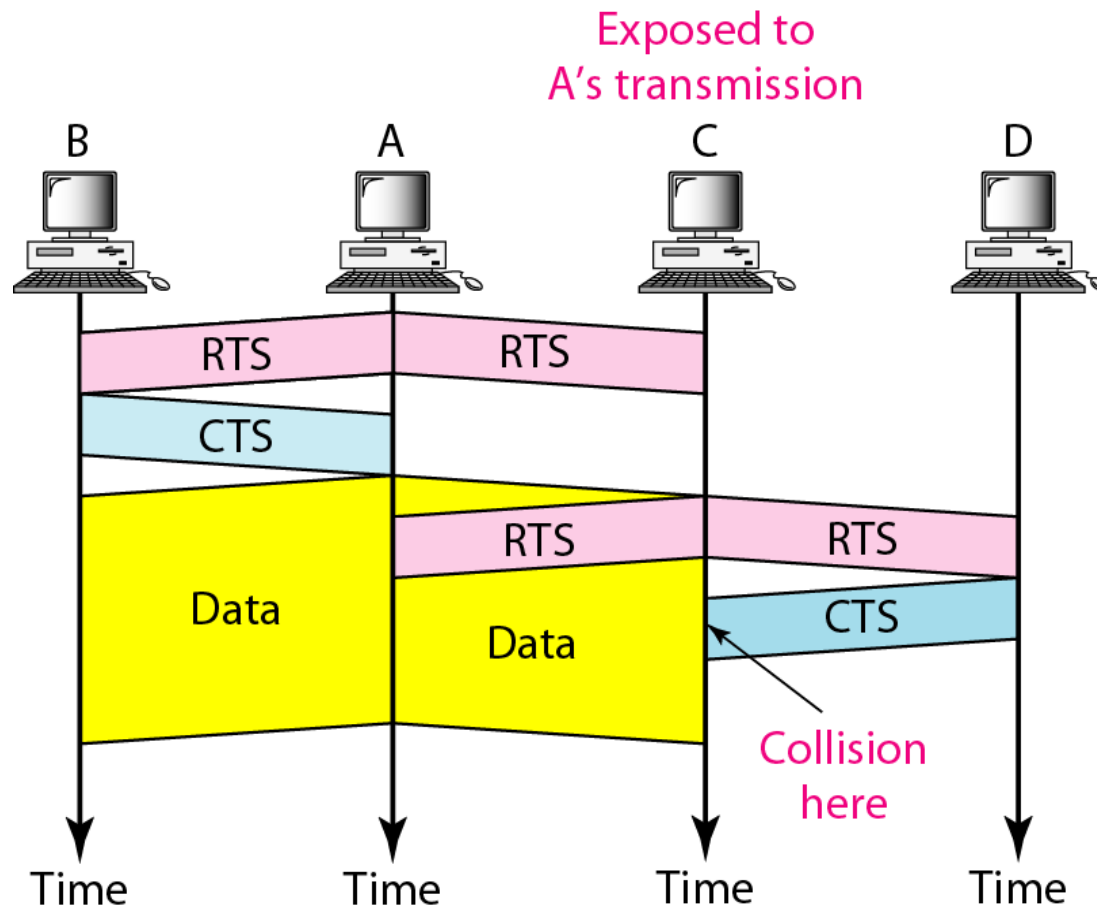 Exposed to
A's transmission
B
A
C
D
RTS
RTS
CTS
RTS
RTS
Data
Data
CTS
Collision
here
Time
Time
Time
Time